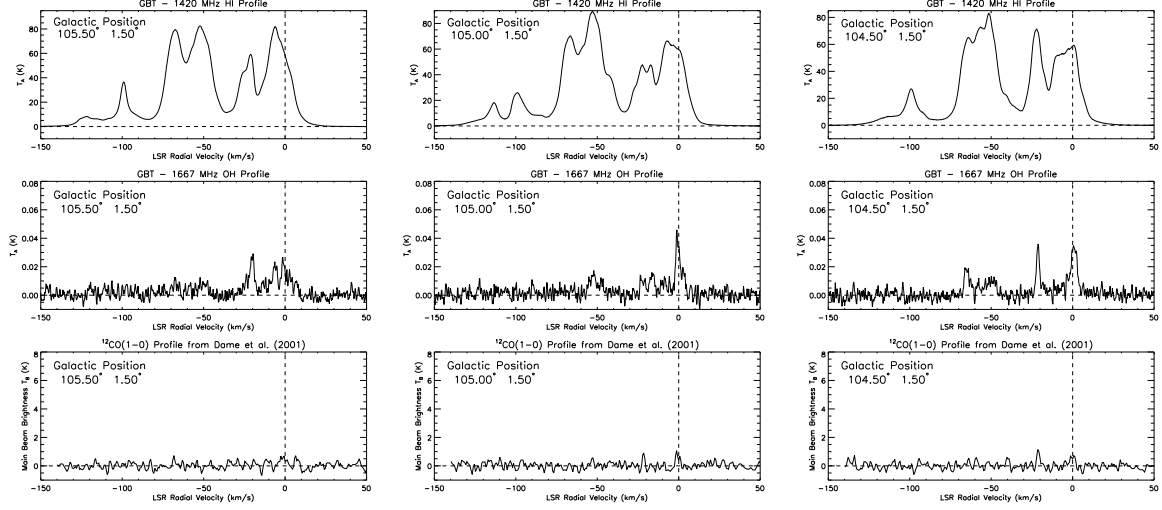 GBT - 1420 MHz HI Profile
Galactic Position
105.50° 1.50°
T_A (K)
80
60
40
20
0
-150 -100 -50 0 50
LSR Radial Velocity (km/s)
GBT - 1420 MHz HI Profile
Galactic Position
105.00° 1.50°
T_A (K)
80
60
40
20
0
-150 -100 -50 0 50
LSR Radial Velocity (km/s)
GBT - 1420 MHz HI Profile
Galactic Position
104.50° 1.50°
T_A (K)
80
60
40
20
0
-150 -100 -50 0 50
LSR Radial Velocity (km/s)
GBT - 1667 MHz OH Profile
Galactic Position
105.50° 1.50°
T_A (K)
0.08
0.06
0.04
0.02
0.00
-150 -100 -50 0 50
LSR Radial Velocity (km/s)
GBT - 1667 MHz OH Profile
Galactic Position
105.00° 1.50°
T_A (K)
0.08
0.06
0.04
0.02
0.00
-150 -100 -50 0 50
LSR Radial Velocity (km/s)
GBT - 1667 MHz OH Profile
Galactic Position
104.50° 1.50°
T_A (K)
0.08
0.06
0.04
0.02
0.00
-150 -100 -50 0 50
LSR Radial Velocity (km/s)
¹²CO(1-0) Profile from Dame et al. (2001)
Galactic Position
105.50° 1.50°
Main Beam Brightness T_B (K)
8
6
4
2
0
-150 -100 -50 0 50
LSR Radial Velocity (km/s)
¹²CO(1-0) Profile from Dame et al. (2001)
Galactic Position
105.00° 1.50°
Main Beam Brightness T_B (K)
8
6
4
2
0
-150 -100 -50 0 50
LSR Radial Velocity (km/s)
¹²CO(1-0) Profile from Dame et al. (2001)
Galactic Position
104.50° 1.50°
Main Beam Brightness T_B (K)
8
6
4
2
0
-150 -100 -50 0 50
LSR Radial Velocity (km/s)